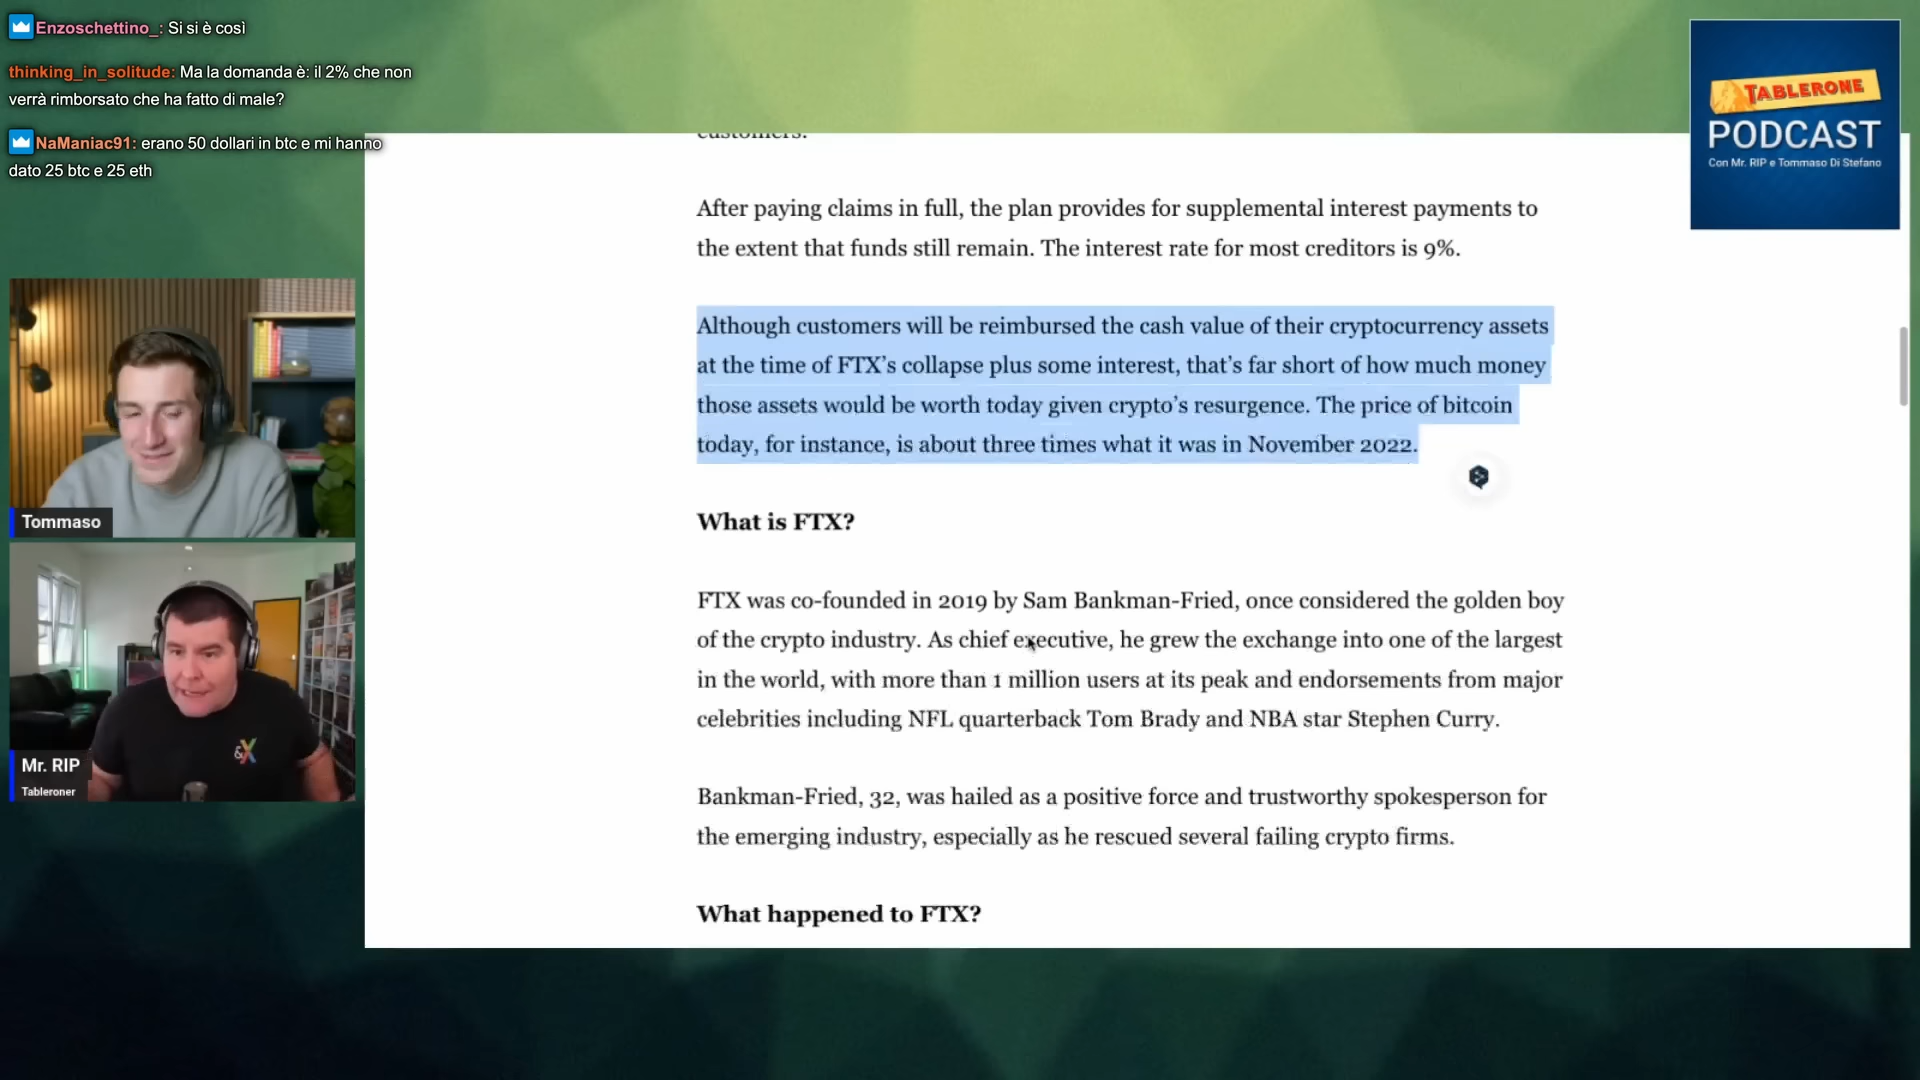 Enzoschettino_: Si si è così
thinking_in_solitude: Ma la domanda è: il 2% che non
verrà rimborsato che ha fatto di male?
NaManiac91: erano 50 dollari in btc e mi hanno
dato 25 btc e 25 eth
TABLERONE
PODCAST
Con Mr. RIP e Tommaso Di Stefano
customers.
After paying claims in full, the plan provides for supplemental interest payments to
the extent that funds still remain. The interest rate for most creditors is 9%.
Although customers will be reimbursed the cash value of their cryptocurrency assets
at the time of FTX’s collapse plus some interest, that’s far short of how much money
those assets would be worth today given crypto’s resurgence. The price of bitcoin
today, for instance, is about three times what it was in November 2022.
What is FTX?
FTX was co-founded in 2019 by Sam Bankman-Fried, once considered the golden boy
of the crypto industry. As chief executive, he grew the exchange into one of the largest
in the world, with more than 1 million users at its peak and endorsements from major
celebrities including NFL quarterback Tom Brady and NBA star Stephen Curry.
Bankman-Fried, 32, was hailed as a positive force and trustworthy spokesperson for
the emerging industry, especially as he rescued several failing crypto firms.
What happened to FTX?
Tommaso
&X
Mr. RIP
Tableroner